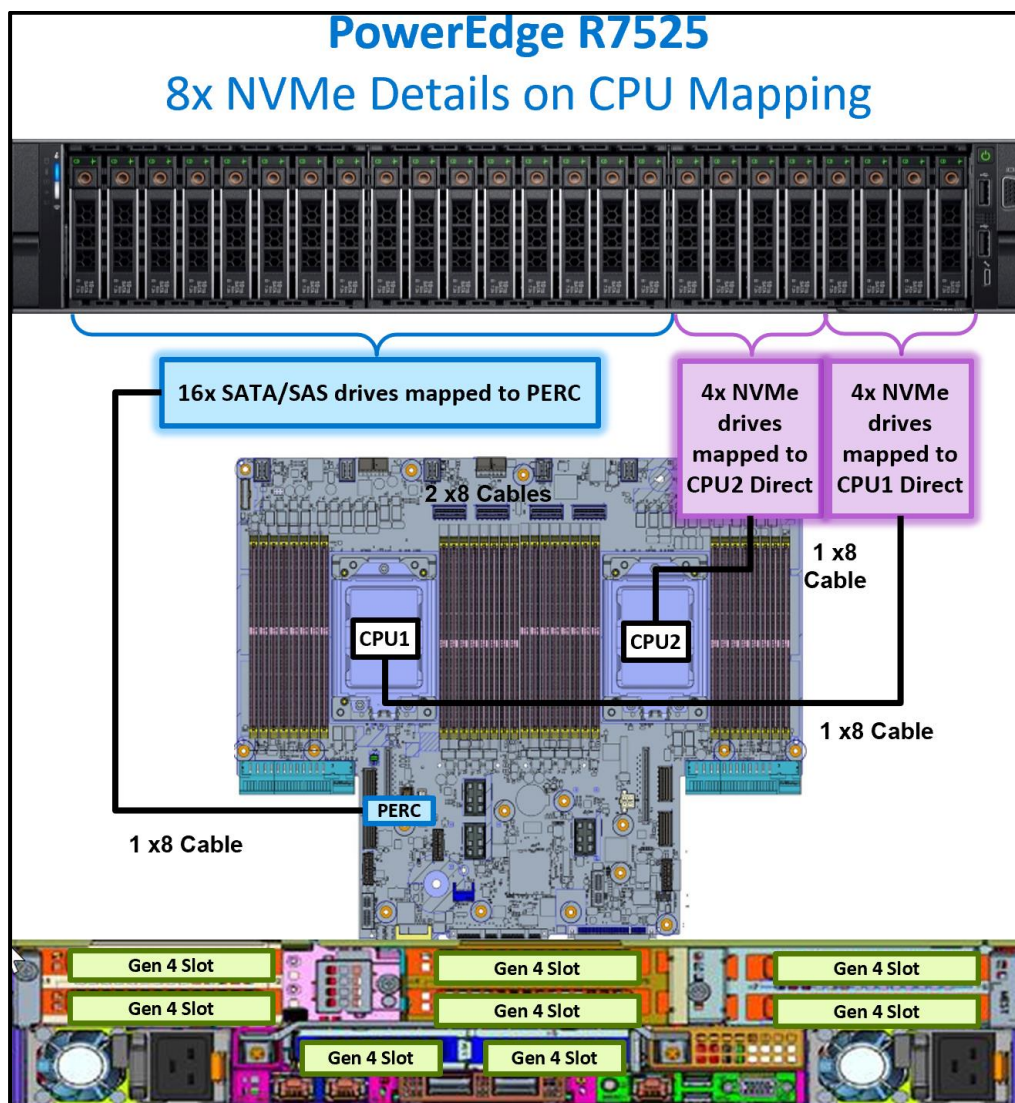 PowerEdge R7525
8x NVMe Details on CPU Mapping
16x SATA/SAS drives mapped to PERC
4x NVMe
drives
mapped to
CPU2 Direct
4x NVMe
drives
mapped to
CPU1 Direct
2 x8 Cables
1 x8
Cable
CPU1
CPU2
1 x8 Cable
PERC
1 x8 Cable
Gen 4 Slot
Gen 4 Slot
Gen 4 Slot
Gen 4 Slot
Gen 4 Slot
Gen 4 Slot
Gen 4 Slot
Gen 4 Slot